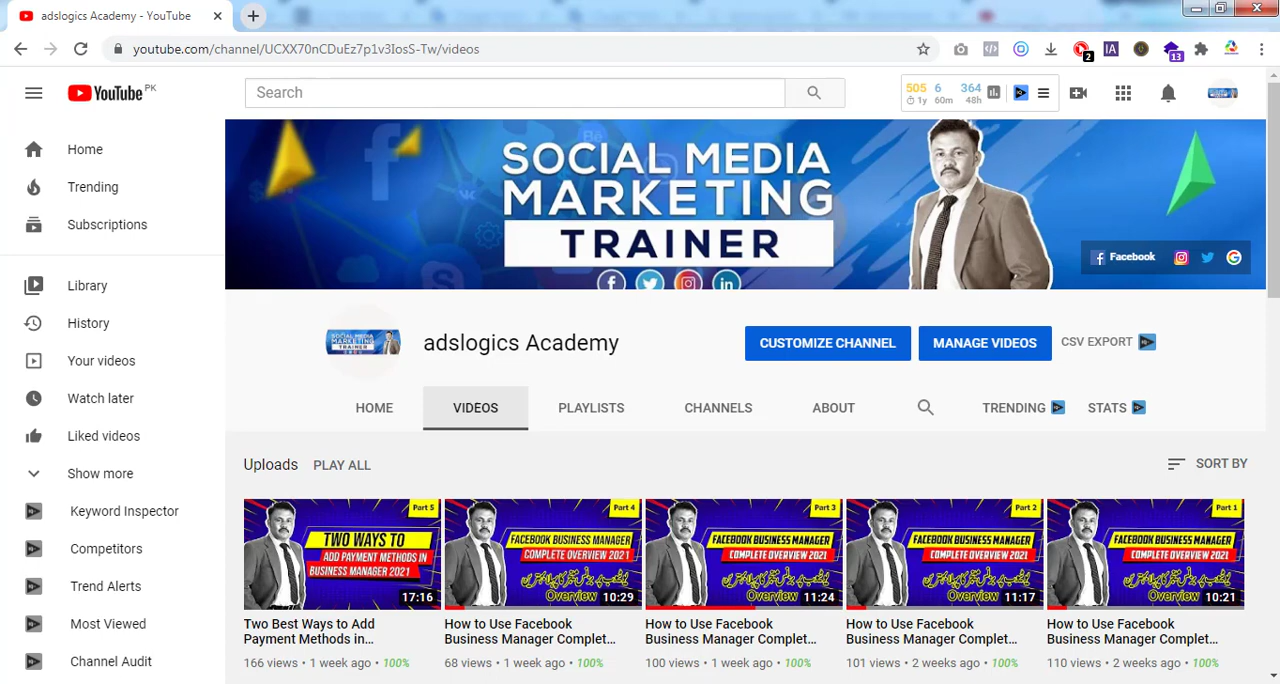 adslogics Academy - YouTube
youtube.com/channel/UCXX70nCDuEz7p1v3IosS-Tw/videos
2
IA
13
YouTube PK
Search
505 6 364
1y 60m 48h
Home
Trending
Subscriptions
Library
History
Your videos
Watch later
Liked videos
Show more
Keyword Inspector
Competitors
Trend Alerts
Most Viewed
Channel Audit
SOCIAL MEDIA
MARKETING
TRAINER
Facebook
SOCIAL MEDIA
MARKETING
TRAINER
adslogics Academy
CUSTOMIZE CHANNEL
MANAGE VIDEOS
CSV EXPORT
HOME
VIDEOS
PLAYLISTS
CHANNELS
ABOUT
TRENDING
STATS
Uploads
PLAY ALL
SORT BY
Part 5
TWO WAYS TO
ADD PAYMENT METHODS IN
BUSINESS MANAGER 2021
17:16
Two Best Ways to Add
Payment Methods in...
166 views • 1 week ago • 100%
Part 4
FACEBOOK BUSINESS MANAGER
COMPLETE OVERVIEW 2021
Overview
10:29
How to Use Facebook
Business Manager Complet...
68 views • 1 week ago • 100%
Part 3
FACEBOOK BUSINESS MANAGER
COMPLETE OVERVIEW 2021
Overview
11:24
How to Use Facebook
Business Manager Complet...
100 views • 1 week ago • 100%
Part 2
FACEBOOK BUSINESS MANAGER
COMPLETE OVERVIEW 2021
Overview
11:17
How to Use Facebook
Business Manager Complet...
101 views • 2 weeks ago • 100%
Part 1
FACEBOOK BUSINESS MANAGER
COMPLETE OVERVIEW 2021
Overview
10:21
How to Use Facebook
Business Manager Complet...
110 views • 2 weeks ago • 100%